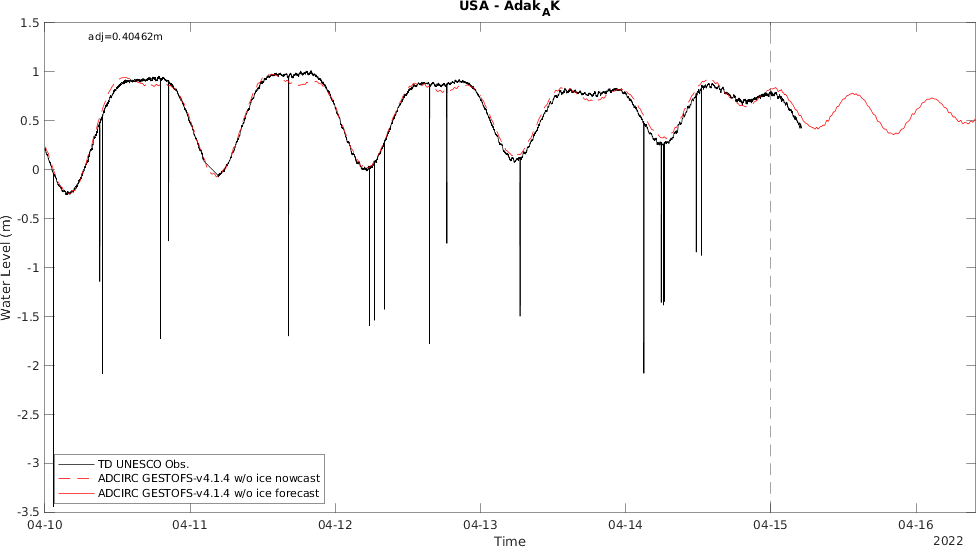 USA - Adak_AK
adj=0.40462m
1.5
1
0.5
0
-0.5
-1
-1.5
-2
-2.5
-3
-3.5
Water Level (m)
TD UNESCO Obs.
ADCIRC GESTOFS-v4.1.4 w/o ice nowcast
ADCIRC GESTOFS-v4.1.4 w/o ice forecast
04-10 04-11 04-12 04-13 04-14 04-15 04-16
Time
2022